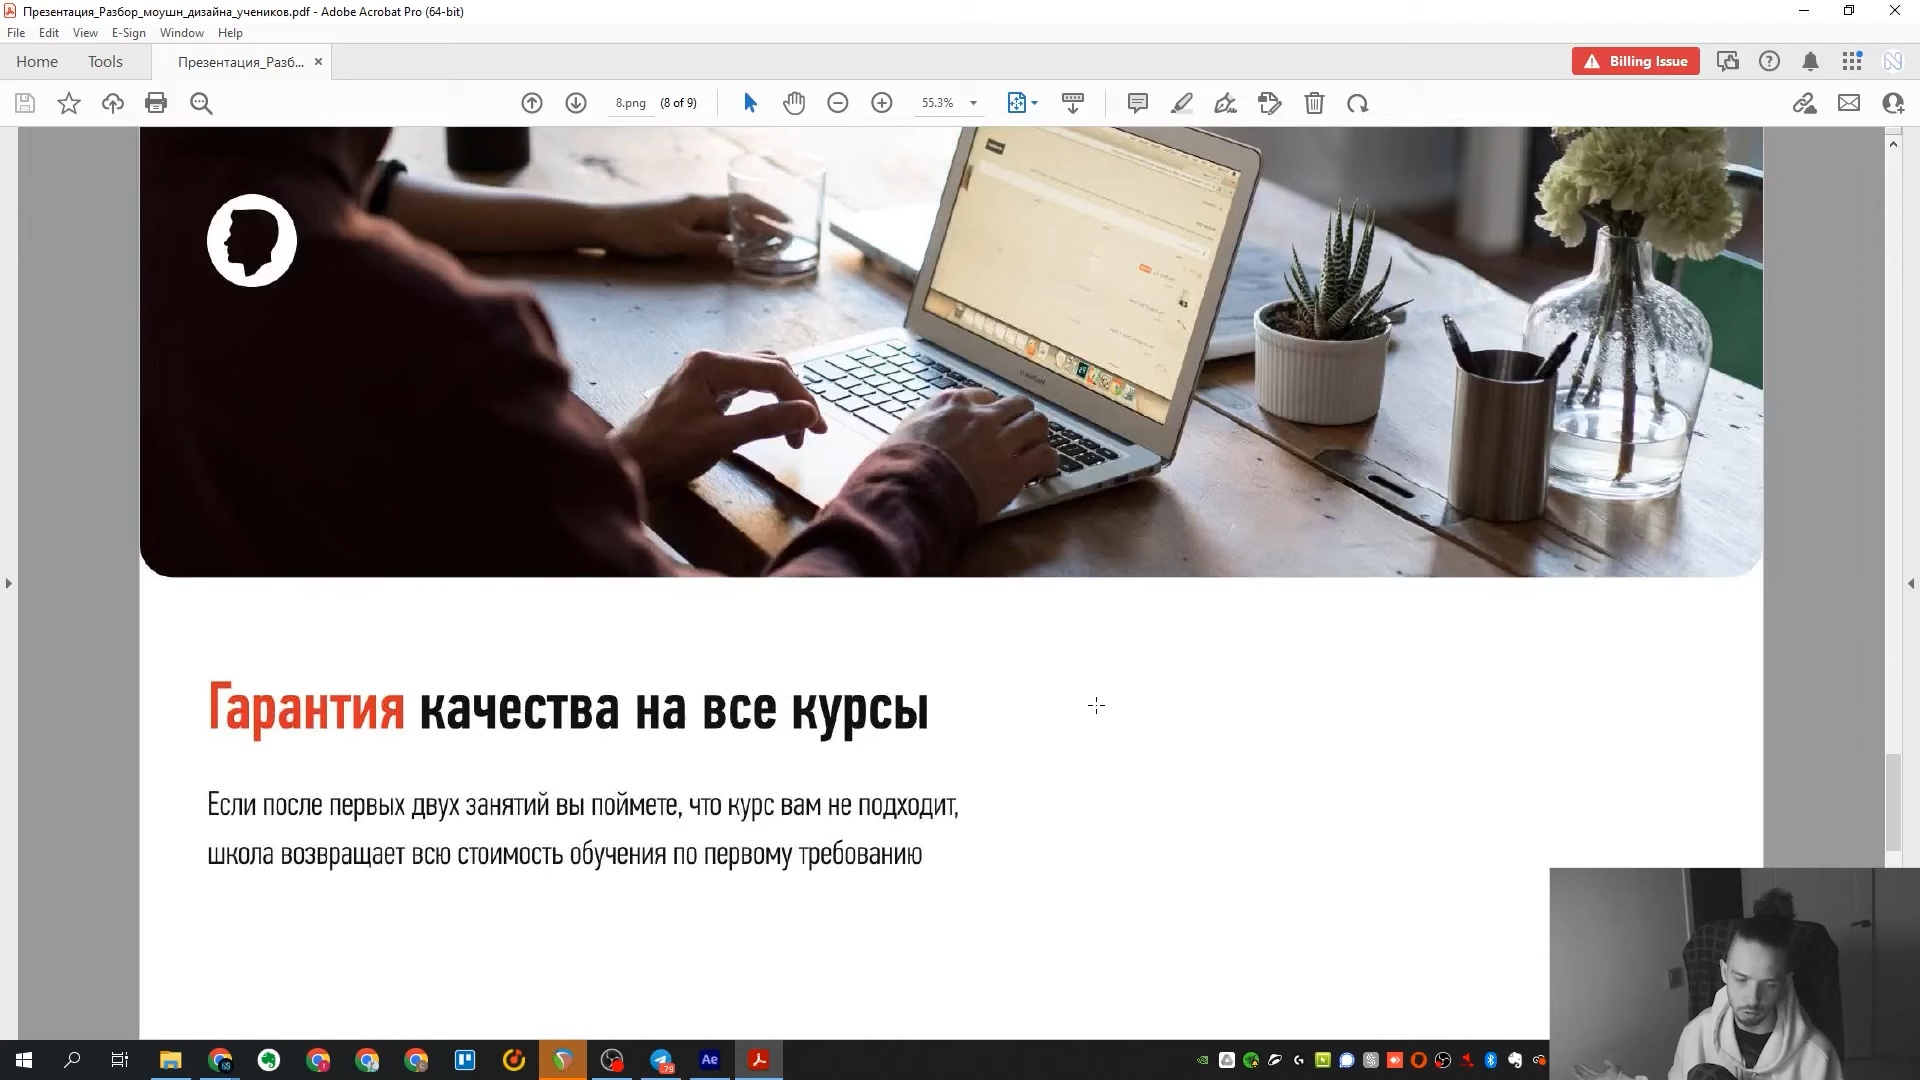 Презентация_Разбор_моушн_дизайна_учеников.pdf - Adobe Acrobat Pro (64-bit)
File Edit View E-Sign Window Help
Home Tools Презентация_Разб... Billing Issue
8.png (8 of 9) 55.3%
Гарантия качества на все курсы
Если после первых двух занятий вы поймете, что курс вам не подходит,
школа возвращает всю стоимость обучения по первому требованию
79
Ae